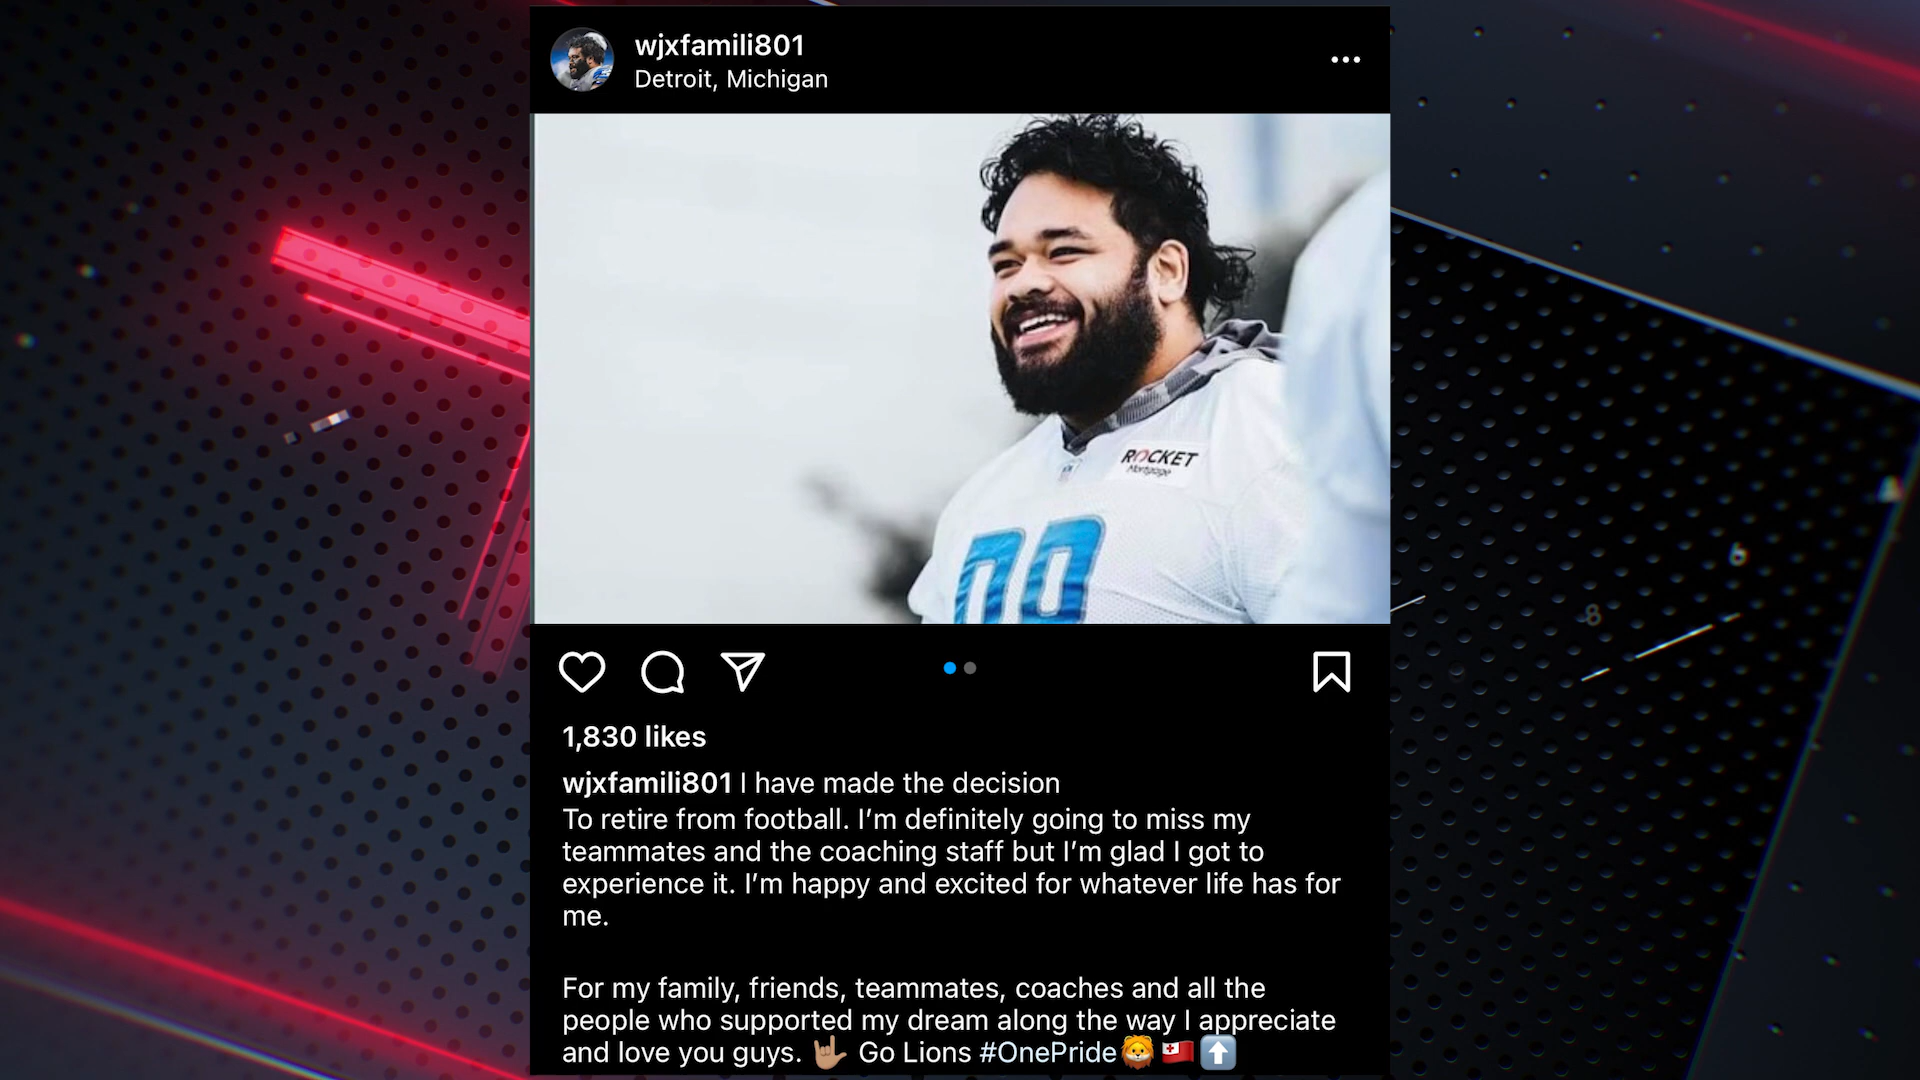 wjxfamili801
Detroit, Michigan
ROCKET
Mortgage
98
1,830 likes
wjxfamili801 I have made the decision
To retire from football. I’m definitely going to miss my
teammates and the coaching staff but I’m glad I got to
experience it. I’m happy and excited for whatever life has for
me.
For my family, friends, teammates, coaches and all the
people who supported my dream along the way I appreciate
and love you guys. 🤟🏽 Go Lions #OnePride🦁🇹🇴⬆️
6
8